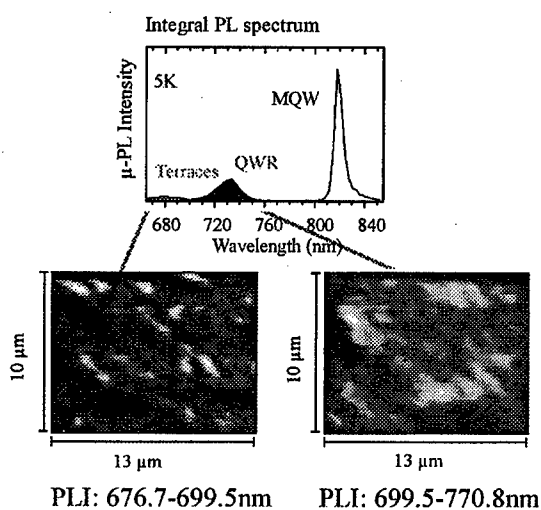 Integral PL spectrum
5K
MQW
µ-PL Intensity
Terraces
QWR
680 720 760 800 840
Wavelength (nm)
10 µm
10 µm
13 µm
13 µm
PLI: 676.7-699.5nm
PLI: 699.5-770.8nm